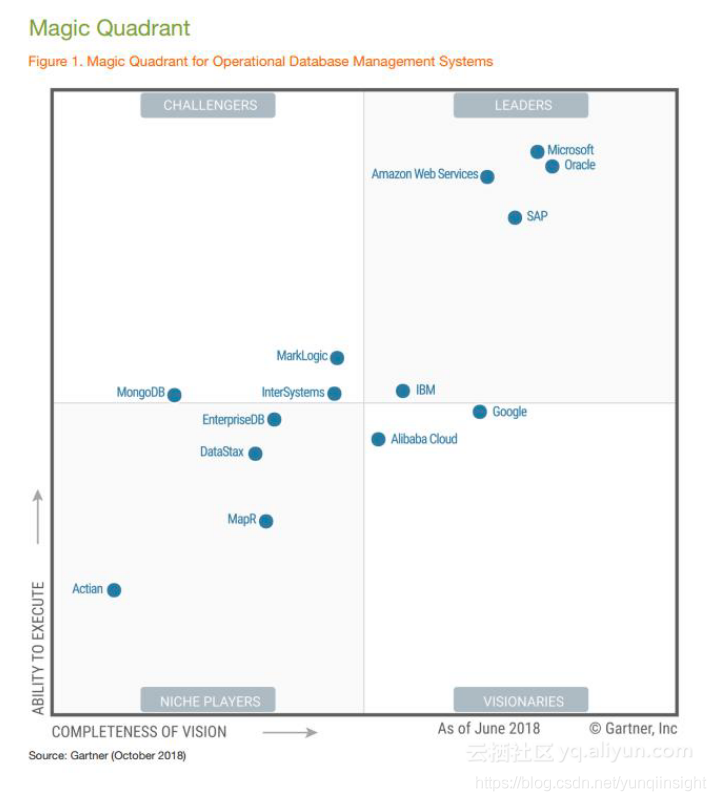 Magic Quadrant
Figure 1. Magic Quadrant for Operational Database Management Systems
CHALLENGERS
LEADERS
Microsoft
Oracle
Amazon Web Services
SAP
MarkLogic
MongoDB
InterSystems
IBM
EnterpriseDB
Google
DataStax
Alibaba Cloud
MapR
Actian
NICHE PLAYERS
VISIONARIES
ABILITY TO EXECUTE
COMPLETENESS OF VISION
As of June 2018
© Gartner, Inc
Source: Gartner (October 2018)
云栖社区 yq.aliyun.com
https://blog.csdn.net/yunqiinsight